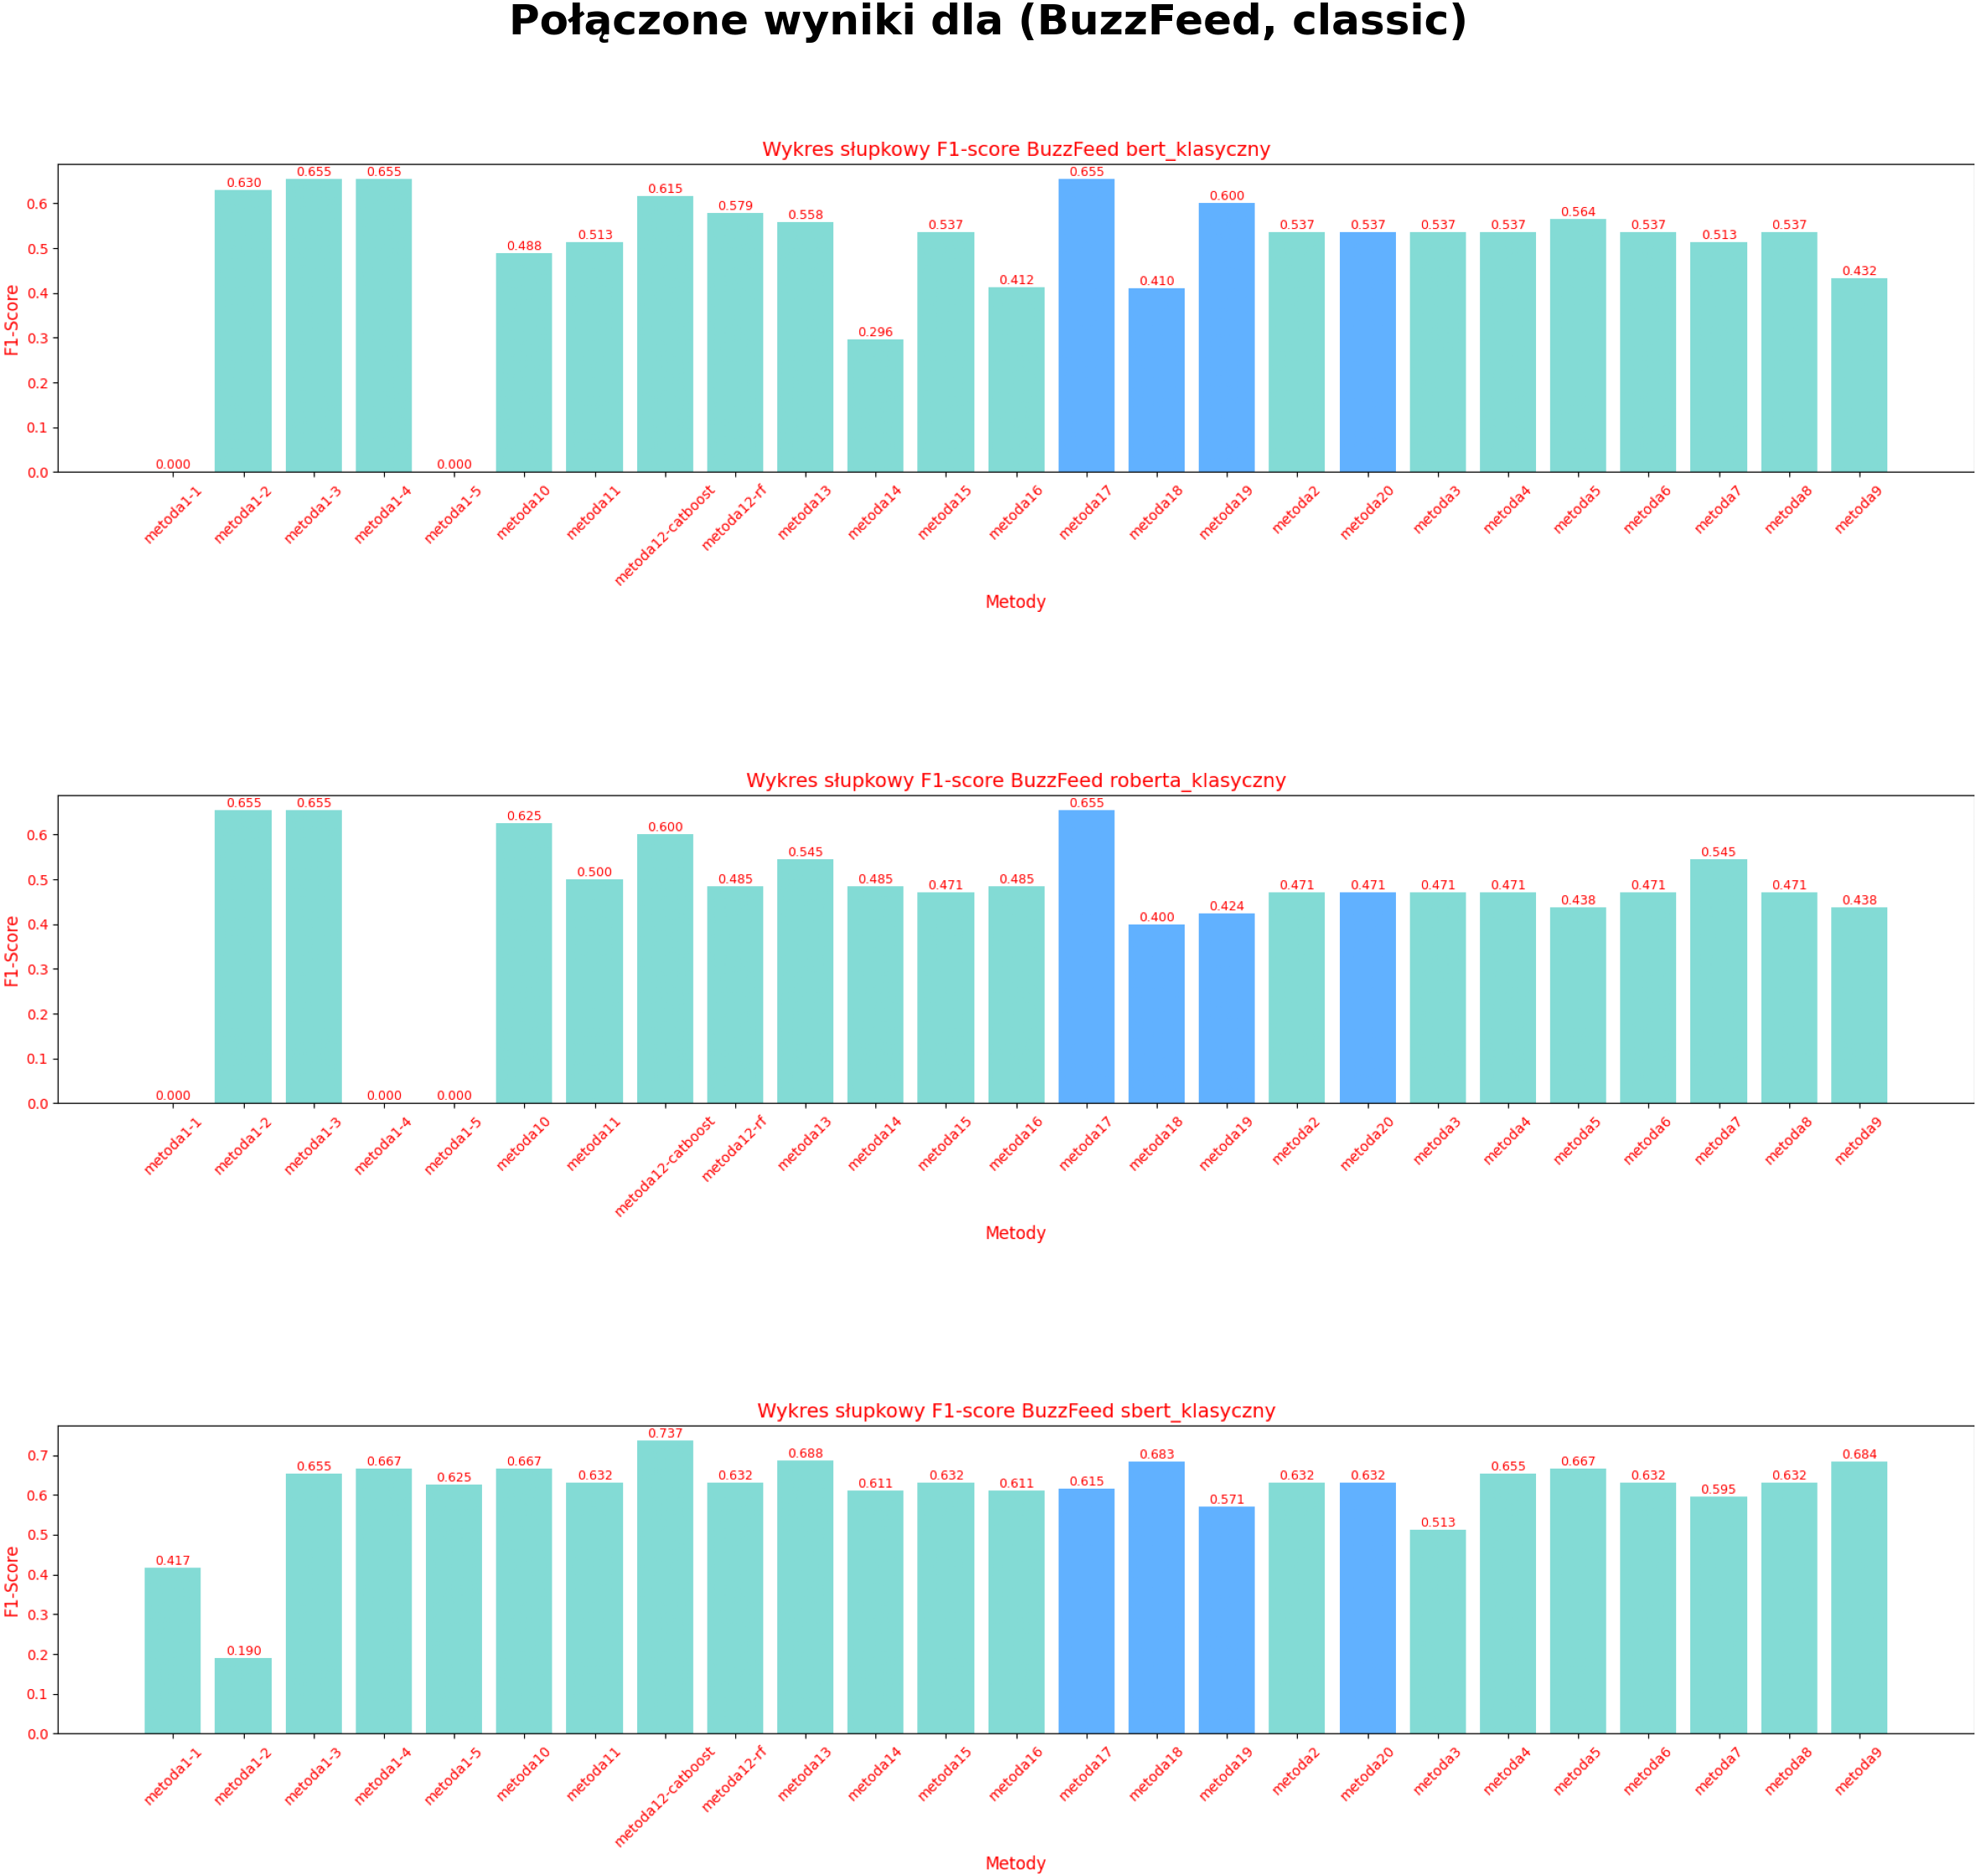 Połączone wyniki dla (BuzzFeed, classic)
Wykres słupkowy F1-score BuzzFeed bert_klasyczny
F1-Score
0.6
0.5
0.4
0.3
0.2
0.1
0.0
0.000 0.630 0.655 0.655 0.000 0.488 0.513 0.615 0.579 0.558 0.296 0.537 0.412 0.655 0.410 0.600 0.537 0.537 0.537 0.537 0.564 0.537 0.513 0.537 0.432
metoda1-1 metoda1-2 metoda1-3 metoda1-4 metoda1-5 metoda10 metoda11 metoda12-catboost metoda12-rf metoda13 metoda14 metoda15 metoda16 metoda17 metoda18 metoda19 metoda2 metoda20 metoda3 metoda4 metoda5 metoda6 metoda7 metoda8 metoda9
Metody
Wykres słupkowy F1-score BuzzFeed roberta_klasyczny
F1-Score
0.6
0.5
0.4
0.3
0.2
0.1
0.0
0.000 0.655 0.655 0.000 0.000 0.625 0.500 0.600 0.485 0.545 0.485 0.471 0.485 0.655 0.400 0.424 0.471 0.471 0.471 0.471 0.438 0.471 0.545 0.471 0.438
metoda1-1 metoda1-2 metoda1-3 metoda1-4 metoda1-5 metoda10 metoda11 metoda12-catboost metoda12-rf metoda13 metoda14 metoda15 metoda16 metoda17 metoda18 metoda19 metoda2 metoda20 metoda3 metoda4 metoda5 metoda6 metoda7 metoda8 metoda9
Metody
Wykres słupkowy F1-score BuzzFeed sbert_klasyczny
F1-Score
0.7
0.6
0.5
0.4
0.3
0.2
0.1
0.0
0.417 0.190 0.655 0.667 0.625 0.667 0.632 0.737 0.632 0.688 0.611 0.632 0.611 0.615 0.683 0.571 0.632 0.632 0.513 0.655 0.667 0.632 0.595 0.632 0.684
metoda1-1 metoda1-2 metoda1-3 metoda1-4 metoda1-5 metoda10 metoda11 metoda12-catboost metoda12-rf metoda13 metoda14 metoda15 metoda16 metoda17 metoda18 metoda19 metoda2 metoda20 metoda3 metoda4 metoda5 metoda6 metoda7 metoda8 metoda9
Metody